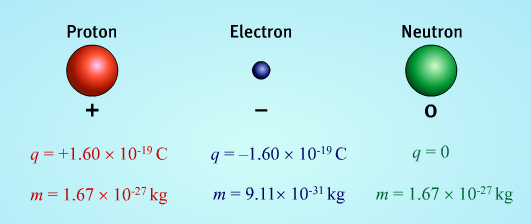 Proton Electron Neutron
+ – 0
q = +1.60 × 10⁻¹⁹ C q = –1.60 × 10⁻¹⁹ C q = 0
m = 1.67 × 10⁻²⁷ kg m = 9.11× 10⁻³¹ kg m = 1.67 × 10⁻²⁷ kg